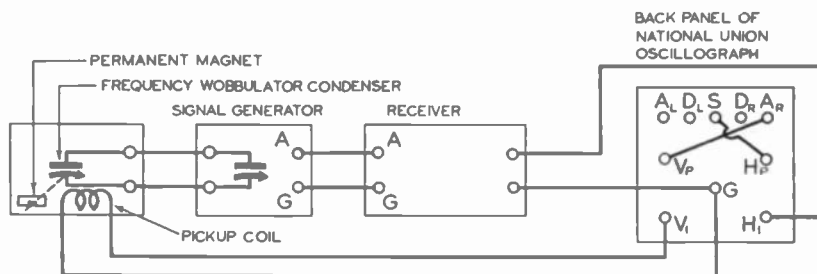 BACK PANEL OF
NATIONAL UNION
OSCILLOGRAPH
PERMANENT MAGNET
FREQUENCY WOBBULATOR CONDENSER
SIGNAL GENERATOR
RECEIVER
A A
G G
AL DL S DR AR
VP HP
G
V1 H1
PICKUP COIL